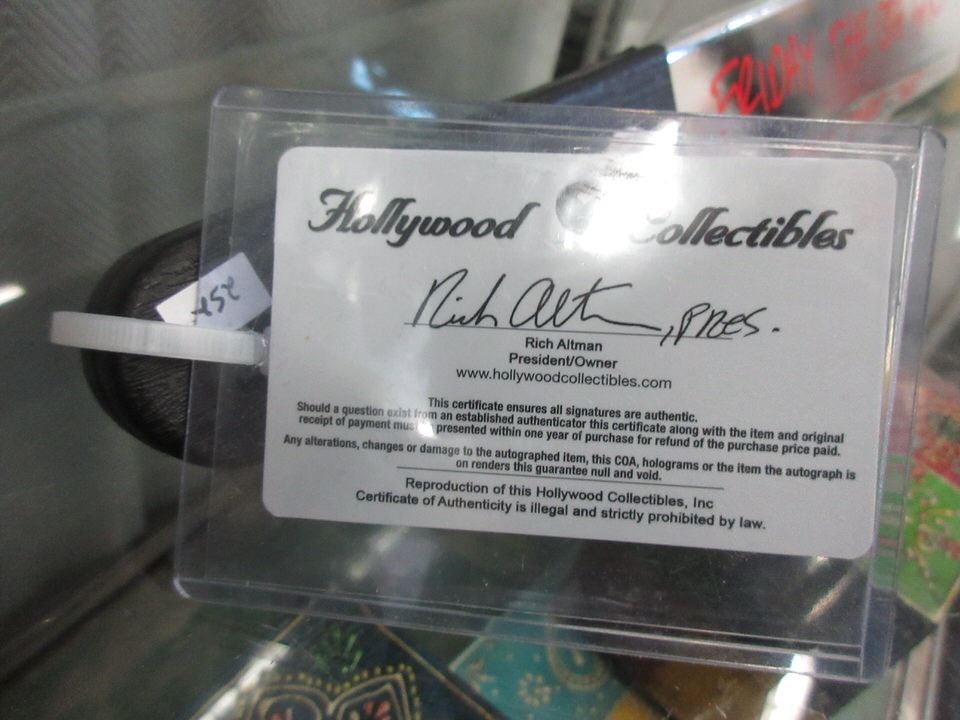 FRIDAY THE 13
Hollywood Collectibles
Rich Altman, PRES.
Rich Altman
President/Owner
www.hollywoodcollectibles.com
This certificate ensures all signatures are authentic.
Should a question exist from an established authenticator this certificate along with the item and original
receipt of payment must be presented within one year of purchase for refund of the purchase price paid.
Any alterations, changes or damage to the autographed item, this COA, holograms or the item the autograph is
on renders this guarantee null and void.
Reproduction of this Hollywood Collectibles, Inc
Certificate of Authenticity is illegal and strictly prohibited by law.